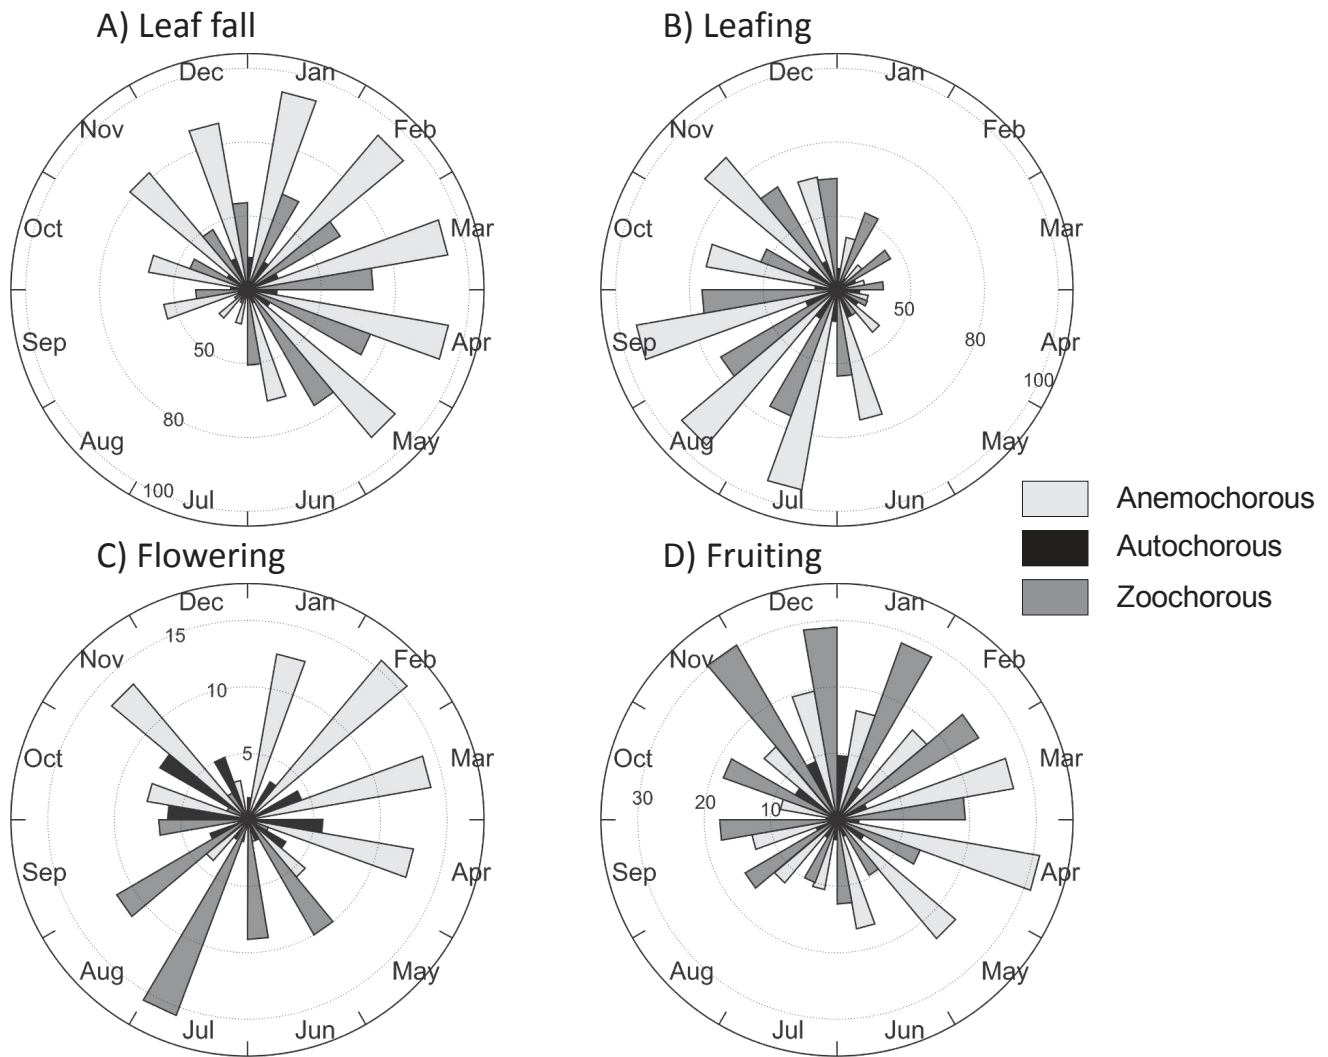 A) Leaf fall
B) Leafing
Dec
Jan
Nov
Feb
Oct
Mar
Sep
Apr
Aug
May
Jul
Jun
50
80
100
Dec
Jan
Nov
Feb
Oct
Mar
Sep
Apr
Aug
May
Jul
Jun
50
80
100
Anemochorous
Autochorous
Zoochorous
C) Flowering
D) Fruiting
Dec
Jan
Nov
Feb
Oct
Mar
Sep
Apr
Aug
May
Jul
Jun
15
10
5
Dec
Jan
Nov
Feb
Oct
Mar
Sep
Apr
Aug
May
Jul
Jun
30
20
10